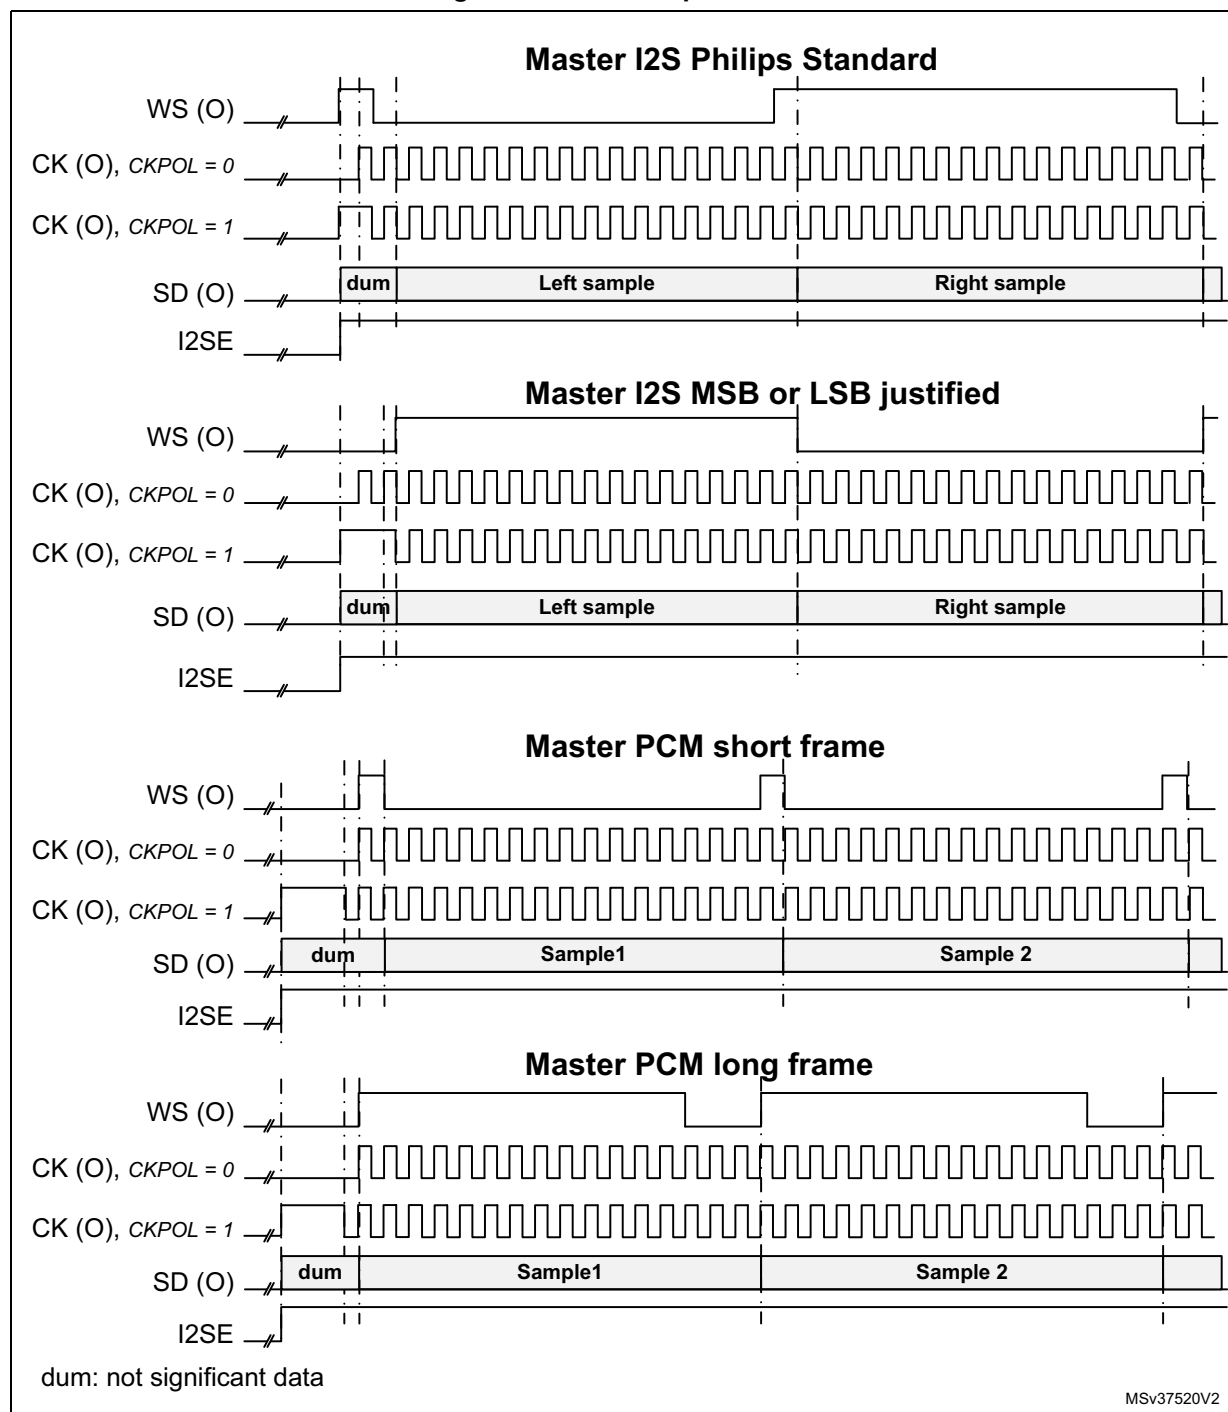 Master I2S Philips Standard
WS (O)
CK (O), CKPOL = 0
CK (O), CKPOL = 1
SD (O) dum Left sample Right sample
I2SE
Master I2S MSB or LSB justified
WS (O)
CK (O), CKPOL = 0
CK (O), CKPOL = 1
SD (O) dum Left sample Right sample
I2SE
Master PCM short frame
WS (O)
CK (O), CKPOL = 0
CK (O), CKPOL = 1
SD (O) dum Sample1 Sample 2
I2SE
Master PCM long frame
WS (O)
CK (O), CKPOL = 0
CK (O), CKPOL = 1
SD (O) dum Sample1 Sample 2
I2SE
dum: not significant data
MSv37520V2